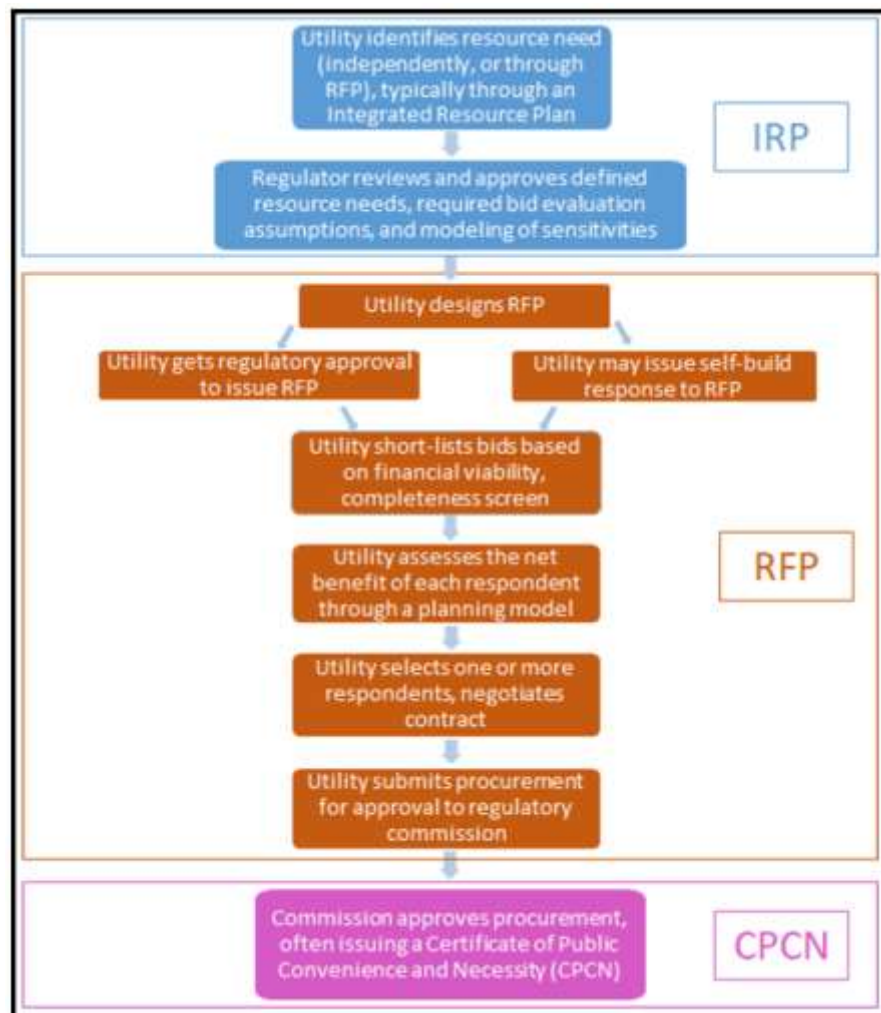 Utility identifies resource need
(independently, or through
RFP), typically through an
Integrated Resource Plan
IRP
Regulator reviews and approves defined
resource needs, required bid evaluation
assumptions, and modeling of sensitivities
Utility designs RFP
Utility gets regulatory approval
to issue RFP
Utility may issue self-build
response to RFP
Utility short-lists bids based
on financial viability,
completeness screen
Utility assesses the net
benefit of each respondent
through a planning model
RFP
Utility selects one or more
respondents, negotiates
contract
Utility submits procurement
for approval to regulatory
commission
Commission approves procurement,
often issuing a Certificate of Public
Convenience and Necessity (CPCN)
CPCN